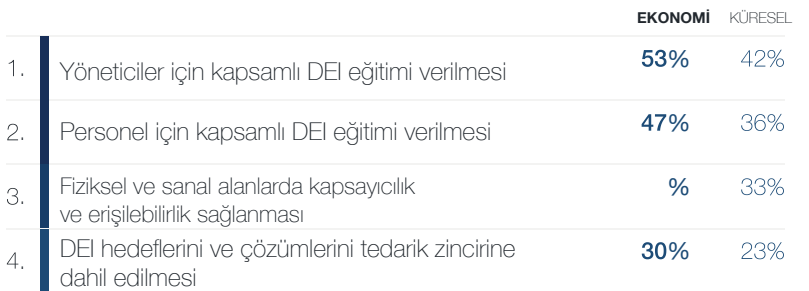 EKONOMİ KÜRESEL
1. Yöneticiler için kapsamlı DEI eğitimi verilmesi 53% 42%
2. Personel için kapsamlı DEI eğitimi verilmesi 47% 36%
3. Fiziksel ve sanal alanlarda kapsayıcılık % 33%
ve erişilebilirlik sağlanması
4. DEI hedeflerini ve çözümlerini tedarik zincirine 30% 23%
dahil edilmesi